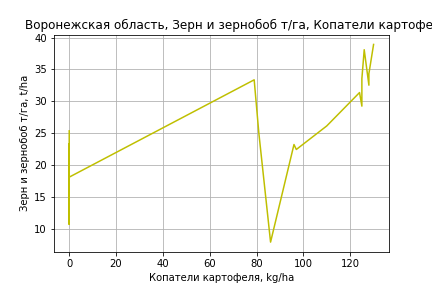 Воронежская область, Зерн и зернобоб т/га, Копатели картофе
40
35
30
25
20
15
10
Зерн и зернобоб т/га, t/ha
0 20 40 60 80 100 120
Копатели картофеля, kg/ha